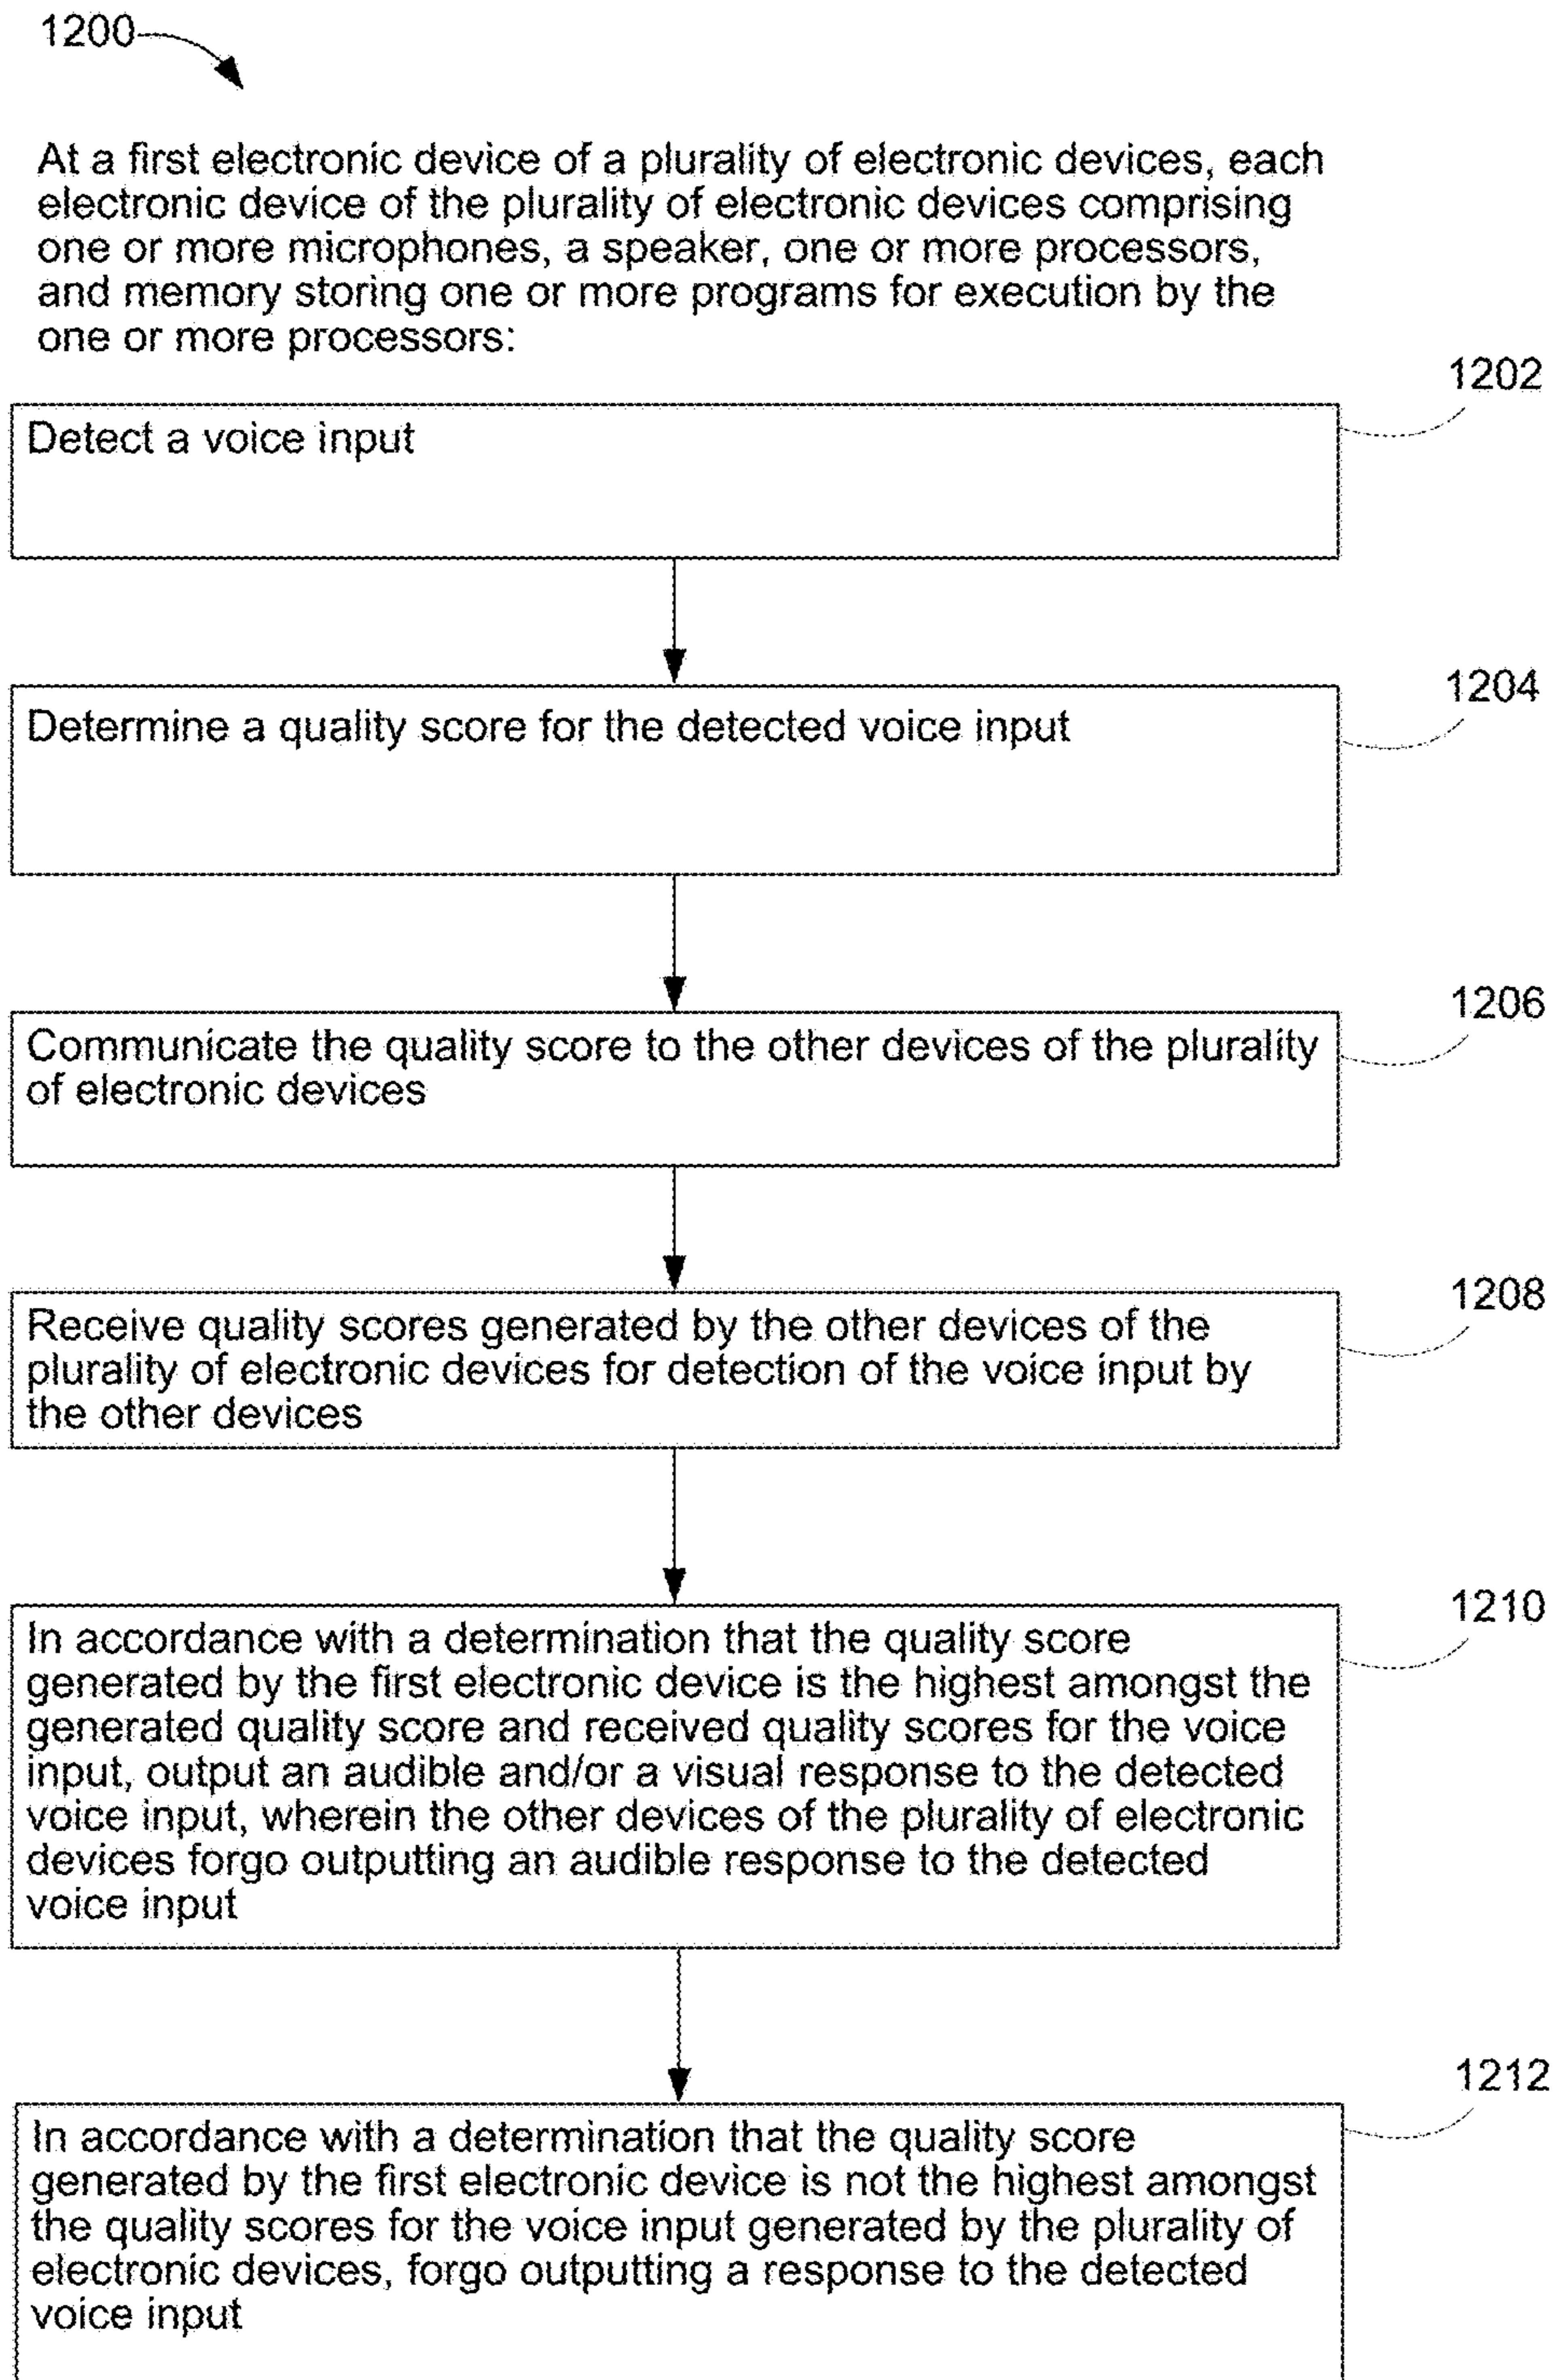 1200
At a first electronic device of a plurality of electronic devices, each
electronic device of the plurality of electronic devices comprising
one or more microphones, a speaker, one or more processors,
and memory storing one or more programs for execution by the
one or more processors:
1202
Detect a voice input
1204
Determine a quality score for the detected voice input
1206
Communicate the quality score to the other devices of the plurality
of electronic devices
1208
Receive quality scores generated by the other devices of the
plurality of electronic devices for detection of the voice input by
the other devices
1210
In accordance with a determination that the quality score
generated by the first electronic device is the highest amongst the
generated quality score and received quality scores for the voice
input, output an audible and/or a visual response to the detected
voice input, wherein the other devices of the plurality of electronic
devices forgo outputting an audible response to the detected
voice input
1212
In accordance with a determination that the quality score
generated by the first electronic device is not the highest amongst
the quality scores for the voice input generated by the plurality of
electronic devices, forgo outputting a response to the detected
voice input